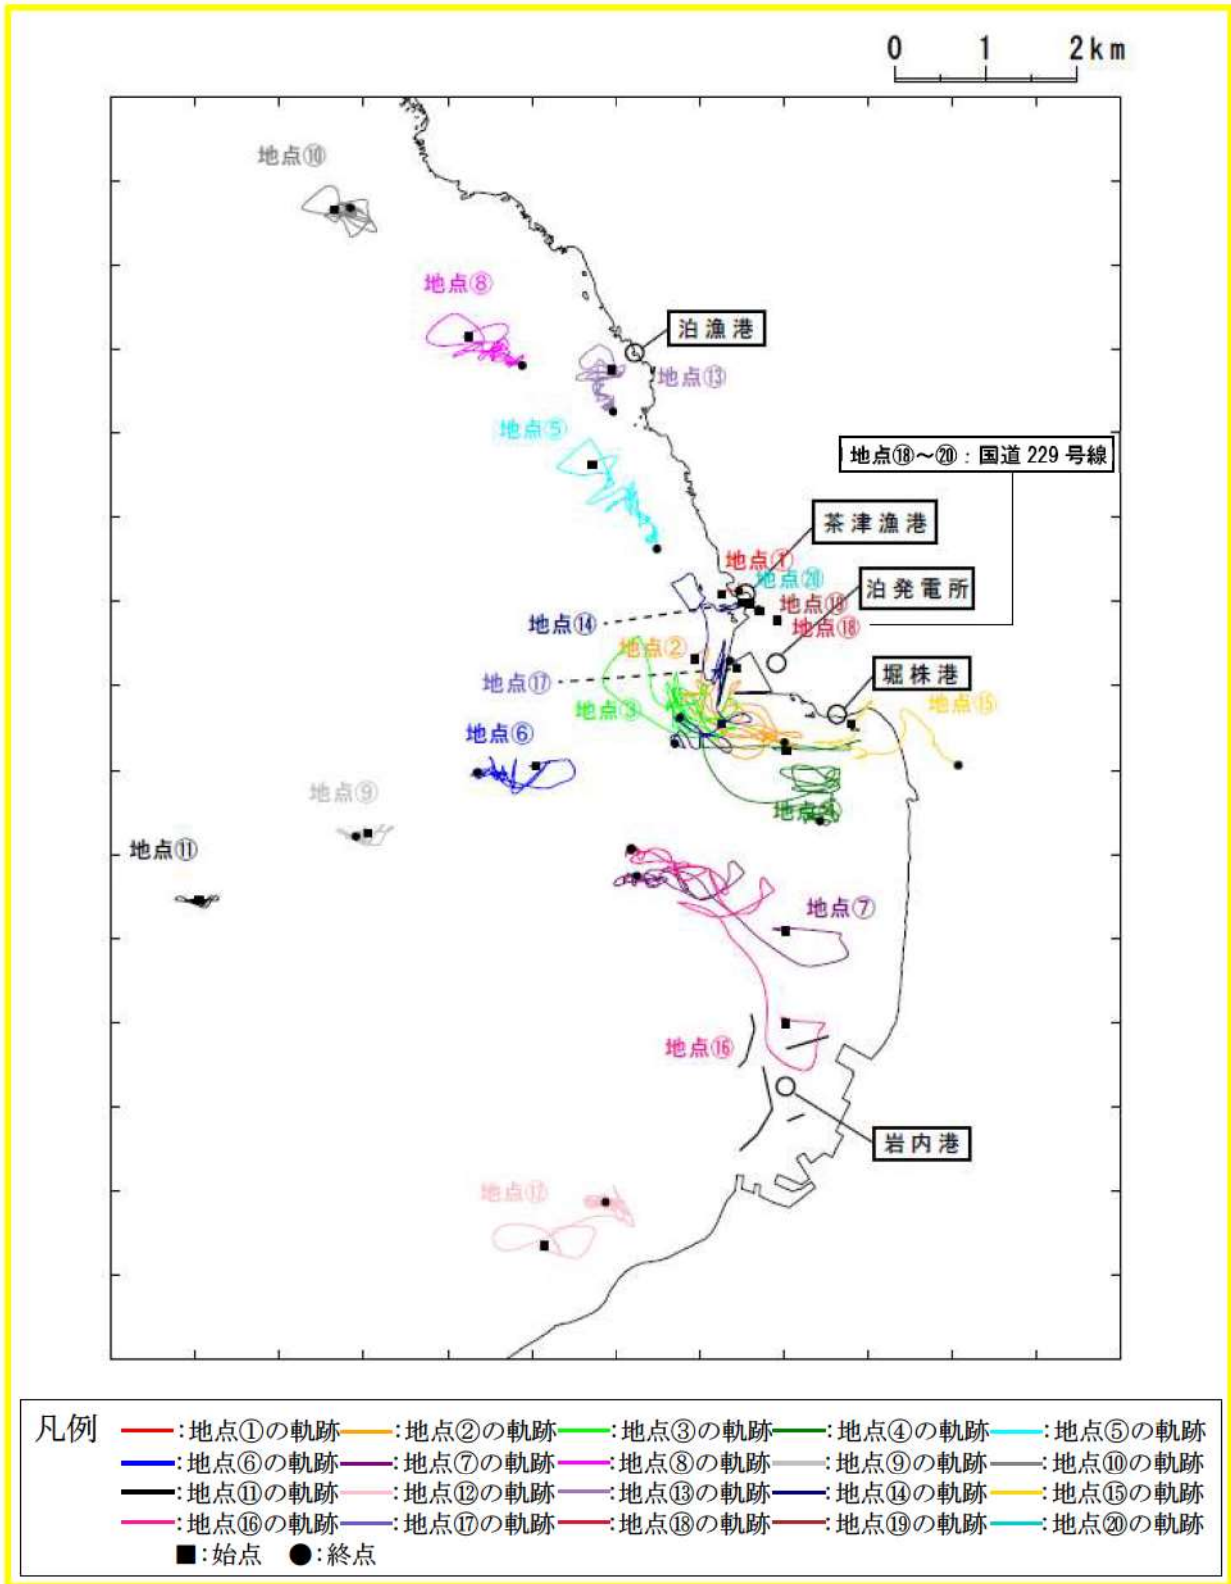 0 1 2km
地点⑩
地点⑧
泊漁港
地点⑬
地点⑤
地点⑱～⑳：国道229号線
茶津漁港
地点①
地点⑳
泊発電所
地点⑲
地点⑭
地点⑱
地点②
堀株港
地点⑰
地点⑮
地点③
地点⑥
地点⑨
地点④
地点⑪
地点⑦
地点⑯
岩内港
地点⑫
凡例
:地点①の軌跡 :地点②の軌跡 :地点③の軌跡 :地点④の軌跡 :地点⑤の軌跡
:地点⑥の軌跡 :地点⑦の軌跡 :地点⑧の軌跡 :地点⑨の軌跡 :地点⑩の軌跡
:地点⑪の軌跡 :地点⑫の軌跡 :地点⑬の軌跡 :地点⑭の軌跡 :地点⑮の軌跡
:地点⑯の軌跡 :地点⑰の軌跡 :地点⑱の軌跡 :地点⑲の軌跡 :地点⑳の軌跡
■:始点 ●:終点